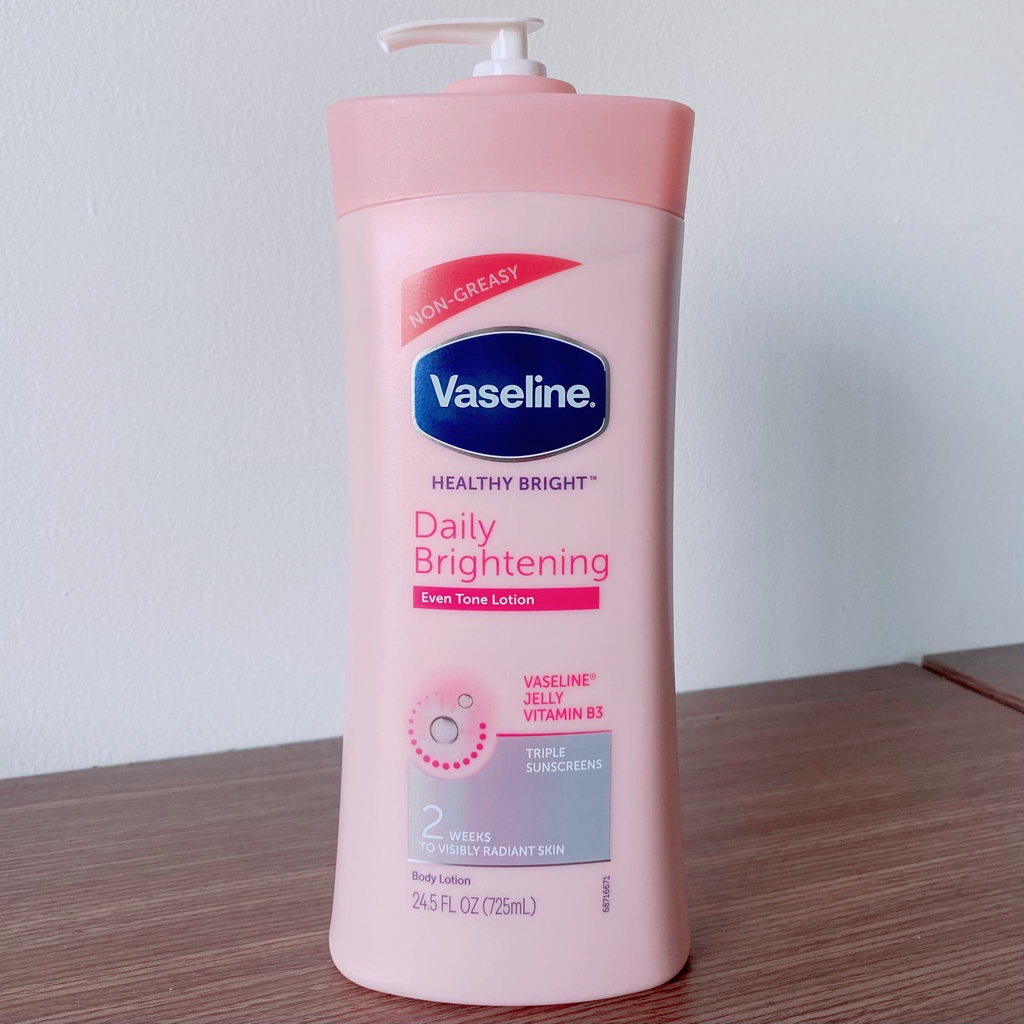 NON-GREASY
Vaseline®
HEALTHY BRIGHT™
Daily
Brightening
Even Tone Lotion
VASELINE®
JELLY
VITAMIN B3
TRIPLE
SUNSCREENS
2 WEEKS
TO VISIBLY RADIANT SKIN
Body Lotion
24.5 FL OZ (725mL)
68716671